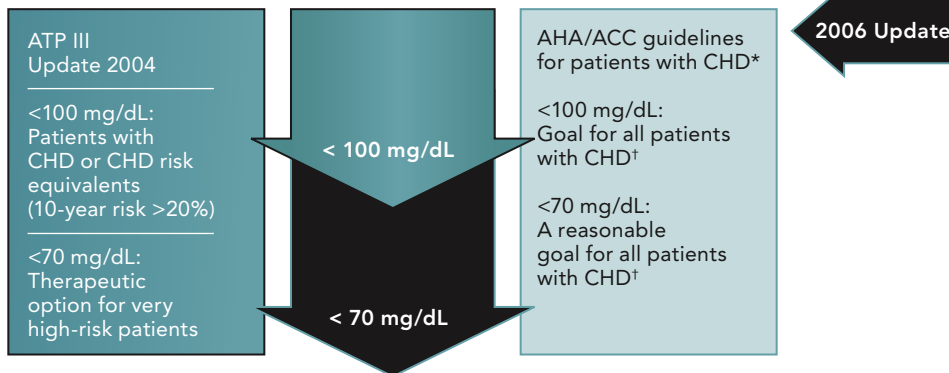 ATP III
Update 2004
<100 mg/dL:
Patients with
CHD or CHD risk
equivalents
(10-year risk >20%)
<70 mg/dL:
Therapeutic
option for very
high-risk patients
< 100 mg/dL
< 70 mg/dL
AHA/ACC guidelines
for patients with CHD*
<100 mg/dL:
Goal for all patients
with CHD†
<70 mg/dL:
A reasonable
goal for all patients
with CHD†
2006 Update